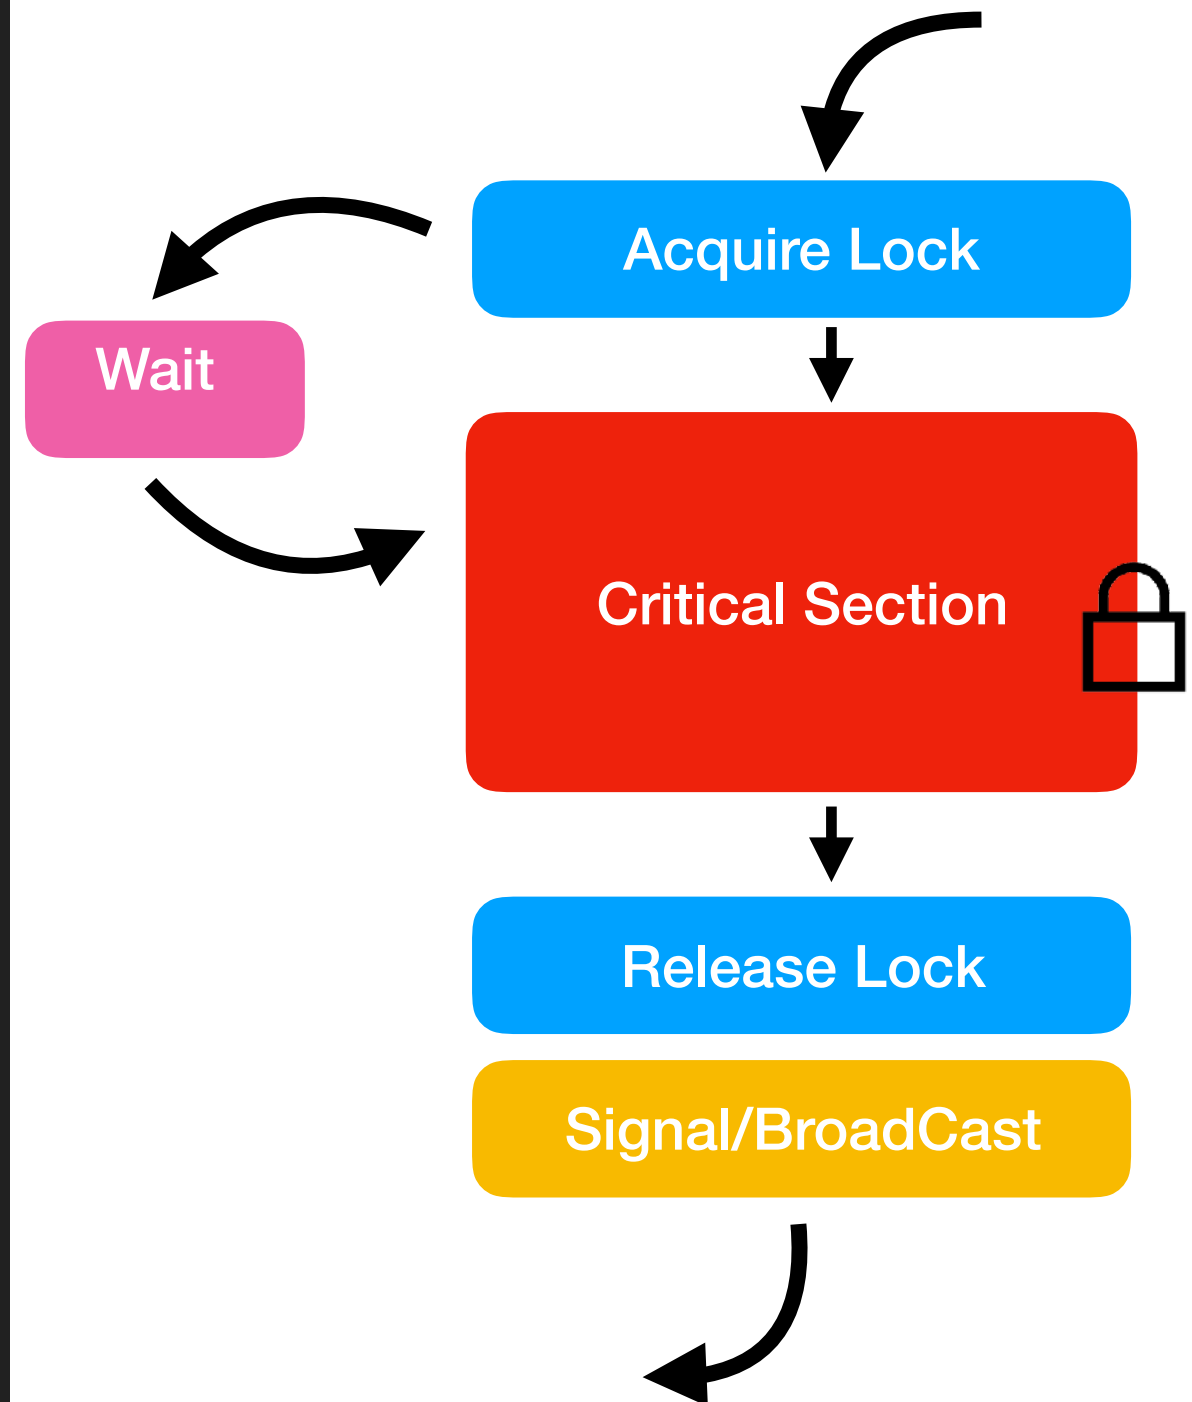 Acquire Lock
Wait
Critical Section
Release Lock
Signal/BroadCast